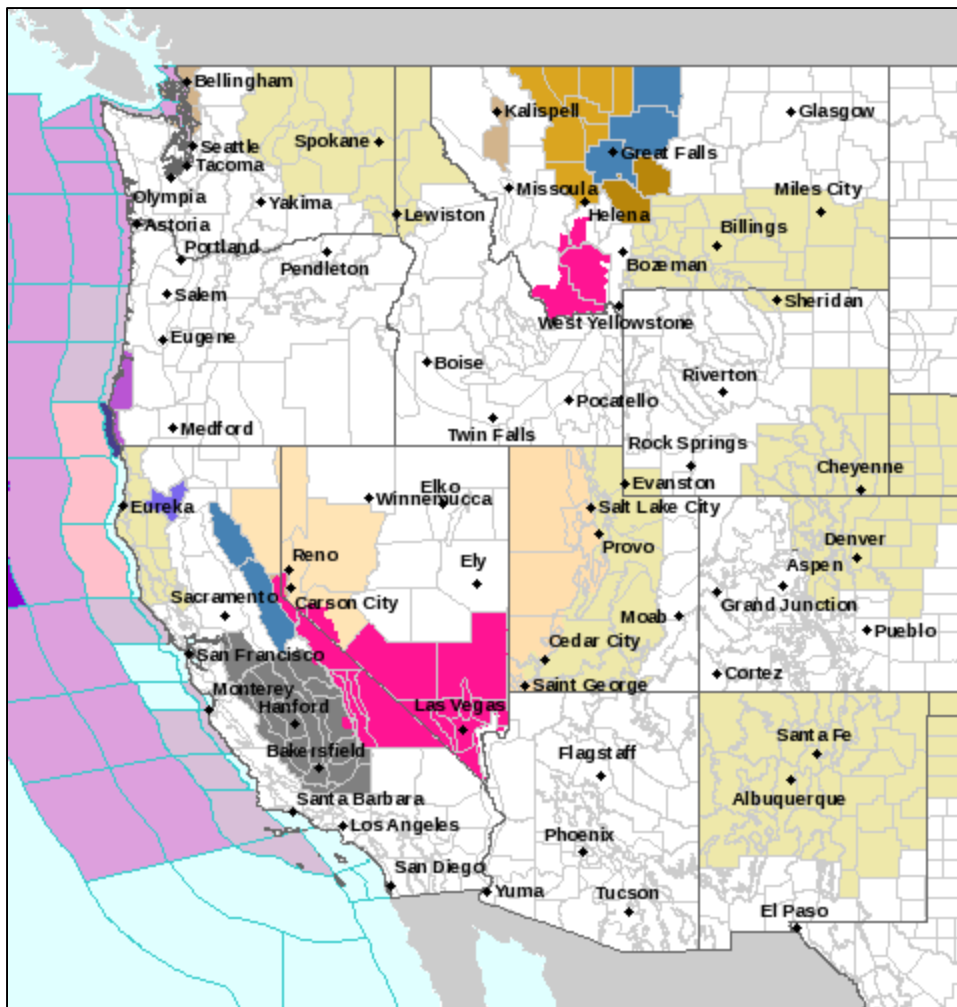 Bellingham
Kalispell
Glasgow
Spokane
Seattle
Great Falls
Tacoma
Missoula
Miles City
Olympia
Yakima
Lewiston
Helena
Astoria
Billings
Portland
Pendleton
Bozeman
Salem
Sheridan
West Yellowstone
Eugene
Boise
Riverton
Pocatello
Medford
Twin Falls
Rock Springs
Cheyenne
Elko
Evanston
Winnemucca
Eureka
Salt Lake City
Provo
Denver
Reno
Ely
Aspen
Sacramento
Carson City
Grand Junction
Moab
Pueblo
Cedar City
San Francisco
Cortez
Saint George
Monterey
Hanford
Las Vegas
Santa Fe
Bakersfield
Flagstaff
Albuquerque
Santa Barbara
Los Angeles
Phoenix
San Diego
Yuma
Tucson
El Paso